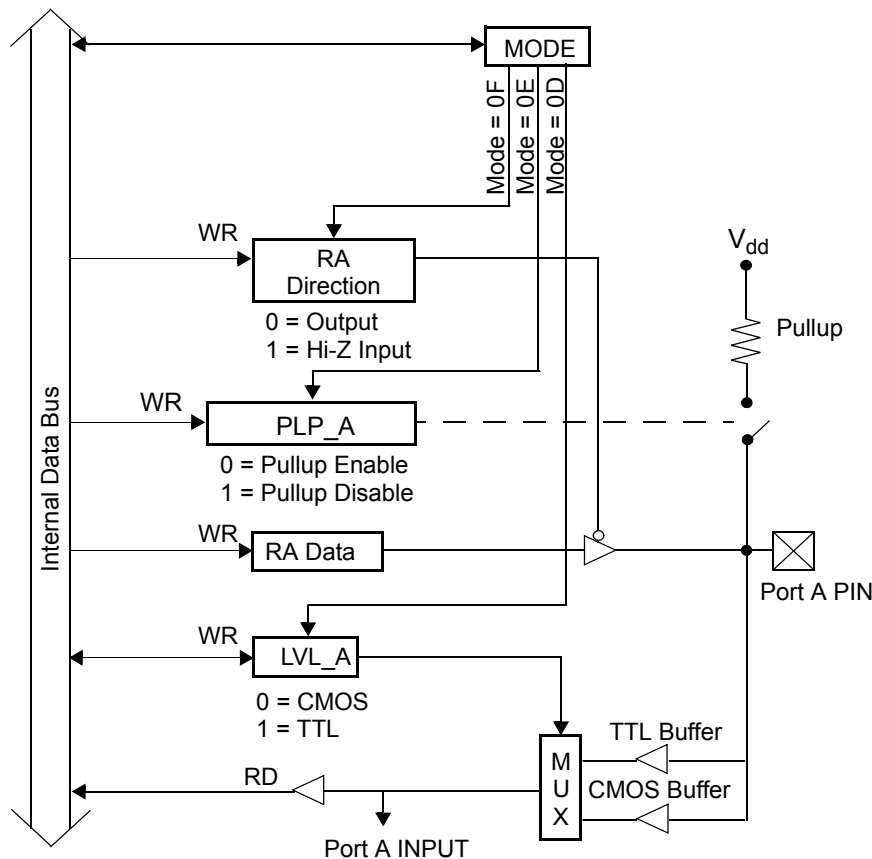 MODE
Mode = 0F
Mode = 0E
Mode = 0D
WR
RA
Direction
0 = Output
1 = Hi-Z Input
Vdd
Pullup
WR
PLP_A
0 = Pullup Enable
1 = Pullup Disable
Internal Data Bus
WR
RA Data
Port A PIN
WR
LVL_A
0 = CMOS
1 = TTL
TTL Buffer
M
U
X
CMOS Buffer
RD
Port A INPUT